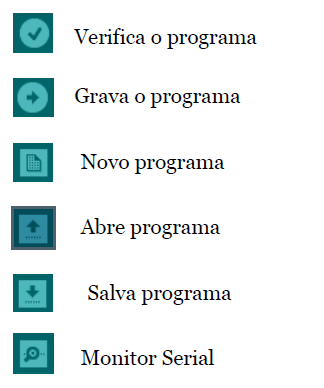 Verifica o programa
Grava o programa
Novo programa
Abre programa
Salva programa
Monitor Serial